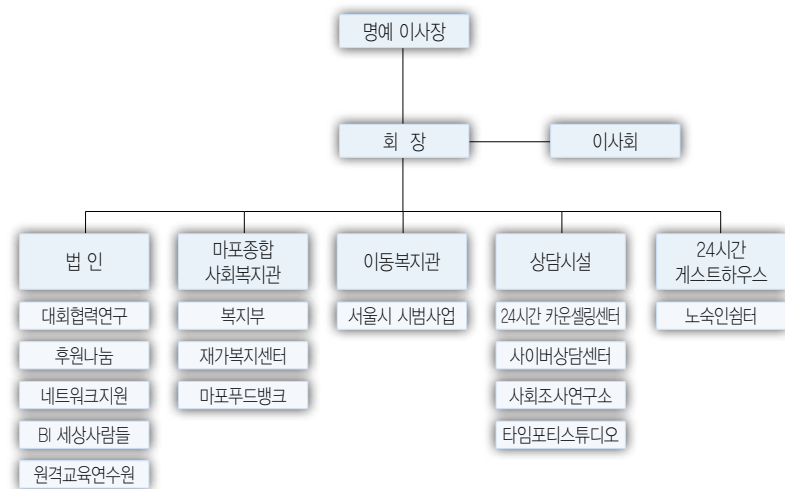 명예 이사장
회 장
이사회
법 인
마포종합
사회복지관
이동복지관
상담시설
24시간
게스트하우스
대회협력연구
복지부
서울시 시범사업
24시간 카운셀링센터
노숙인쉼터
후원나눔
재가복지센터
사이버상담센터
네트워크지원
마포푸드뱅크
사회조사연구소
BI 세상사람들
타임포티스튜디오
원격교육연수원